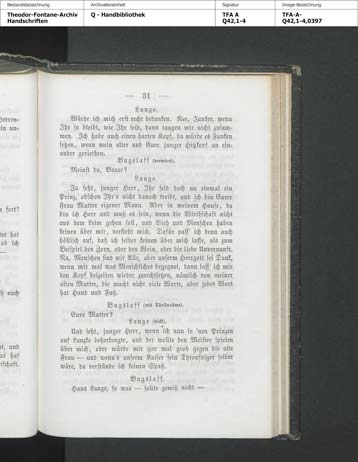 Bestandsbezeichnung
Theodor-Fontane-Archiv
Handschriften
Archivalieneinheit
Q - Handbibliothek
Signatur
TFA A
Q42,1-4
Image-Bezeichnung
TFA-A-
Q42,1-4,0397
— 31 —
Lange.
Würde ich mich erst recht bedanken. Nee, Junker, wenn
Ihr so bleibt, wie Ihr seid, dann taugen wir nicht zusam-
men. Ich habe auch einen harten Kopf, da würde es Funken
setzen, wenn mein alter und Euer junger Hitzkopf an ein-
ander geriethen.
Bugslaff
Meinst du, Bauer?
Lange.
Ja seht, junger Herr, Ihr seid doch nu einmal ein
Prinz, obschon Ihr's nicht danach treibt, und ich bin Eurer
Frau Mutter eigener Mann. Aber in meinem Hause, da
bin ich Herr und muß es sein, wenn die Wirthschaft nicht
aus dem Leim gehen soll, und Vieh und Menschen haben
keinen über mir, versteht mich. Dafür pass' ich denn auch
höllisch auf, daß ich selber keinen über mich lasse, als zum
Beispiel den Zorn, oder den Wein, oder die liebe Unvernunft.
Na, Menschen sind wir Alle, aber unserm Herrgott sei Dank,
wenn mir mal was Menschliches begegnet, dann lass' ich mir
den Kopf beizeiten wieder zurechtsetzen, nämlich von meiner
alten Mutter, die macht nicht viele Worte, aber jedes Wort
hat Hand und Fuß.
Bugslaff (mit Theilnahme).
Eure Mutter?
Lange (nickt).
Und seht, junger Herr, wenn ich nun so 'nen Prinzen
auf Lanzke beherbergte, und der wollte den Meister spielen
über mich, oder würde mir gar mal grob gegen die alte
Frau — und wenn's unserm Kaiser sein Thronfolger selber
wäre, da verstünde ich keinen Spaß.
Bugslaff.
Hans Lange, so was — sollte gewiß nicht —